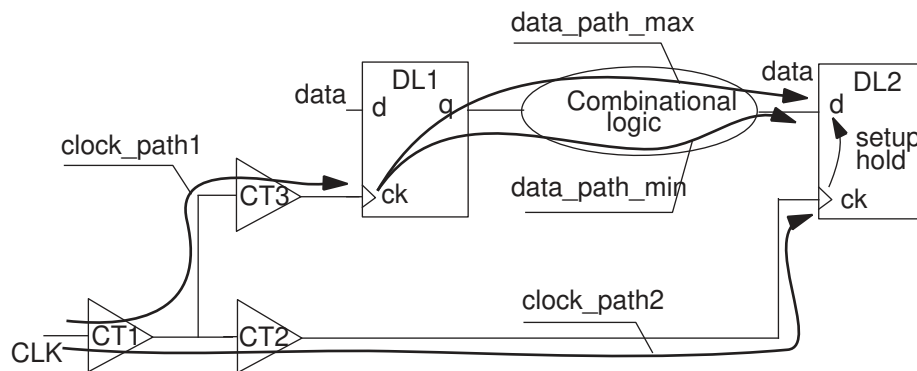 data_path_max
data
DL1
data
DL2
d
q
Combinational
logic
d
clock_path1
setup
hold
CT3
ck
data_path_min
ck
clock_path2
CT1
CT2
CLK